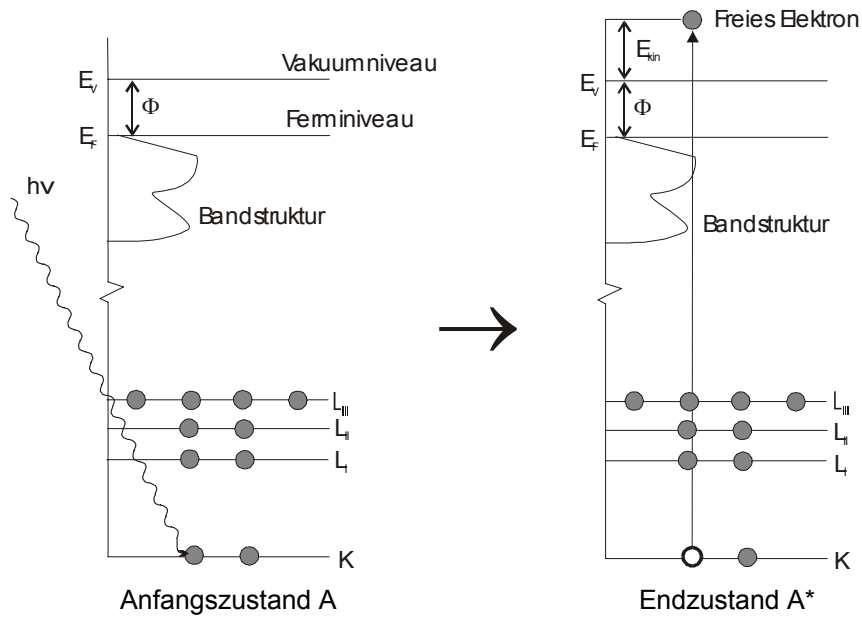 Vakuumniveau
E_V
Φ
Ferminiveau
E_F
hν
Bandstruktur
L_III
L_II
L_I
K
Anfangszustand A
Freies Elektron
E_kin
E_V
Φ
E_F
Bandstruktur
L_III
L_II
L_I
K
Endzustand A*